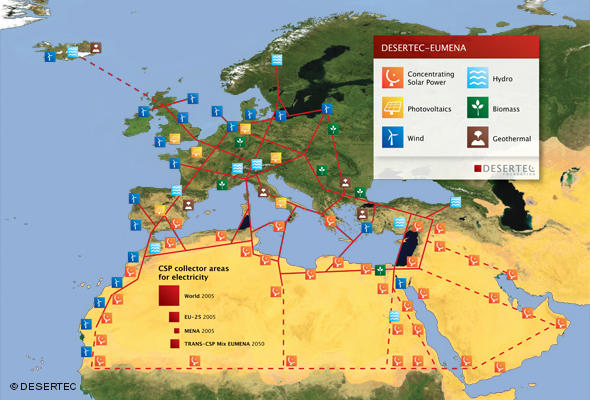 DESERTEC–EUMENA
Concentrating
Solar Power
Hydro
Photovoltaics
Biomass
Wind
Geothermal
DESERTEC
FOUNDATION
CSP collector areas
for electricity
World 2005
EU-25 2005
MENA 2005
TRANS-CSP Mix EUMENA 2050
© DESERTEC